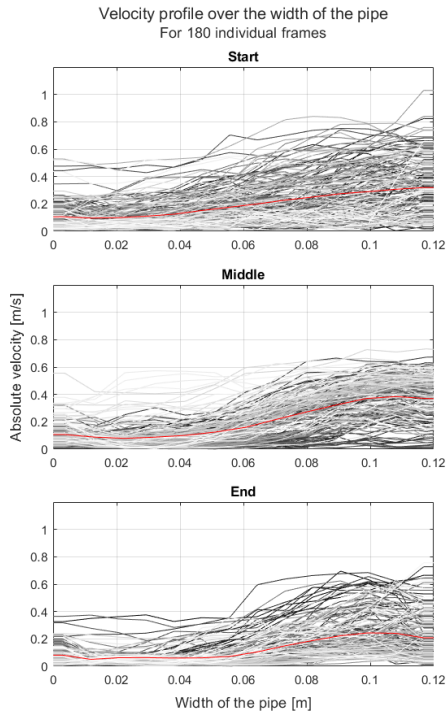 Velocity profile over the width of the pipe
For 180 individual frames
Start
1
0.8
0.6
0.4
0.2
0
0 0.02 0.04 0.06 0.08 0.1 0.12
Middle
Absolute velocity [m/s]
1
0.8
0.6
0.4
0.2
0
0 0.02 0.04 0.06 0.08 0.1 0.12
End
1
0.8
0.6
0.4
0.2
0
0 0.02 0.04 0.06 0.08 0.1 0.12
Width of the pipe [m]